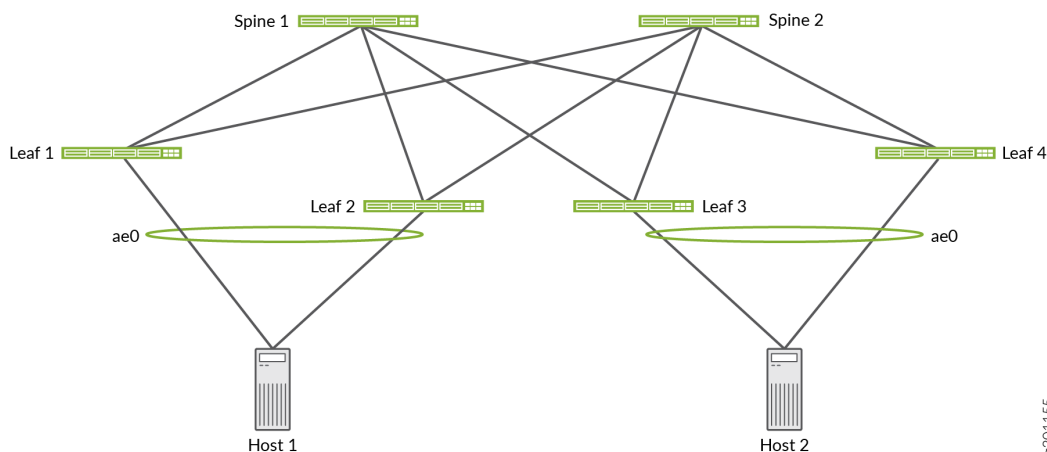 Spine 1
Spine 2
Leaf 1
Leaf 4
Leaf 2
Leaf 3
ae0
ae0
Host 1
Host 2